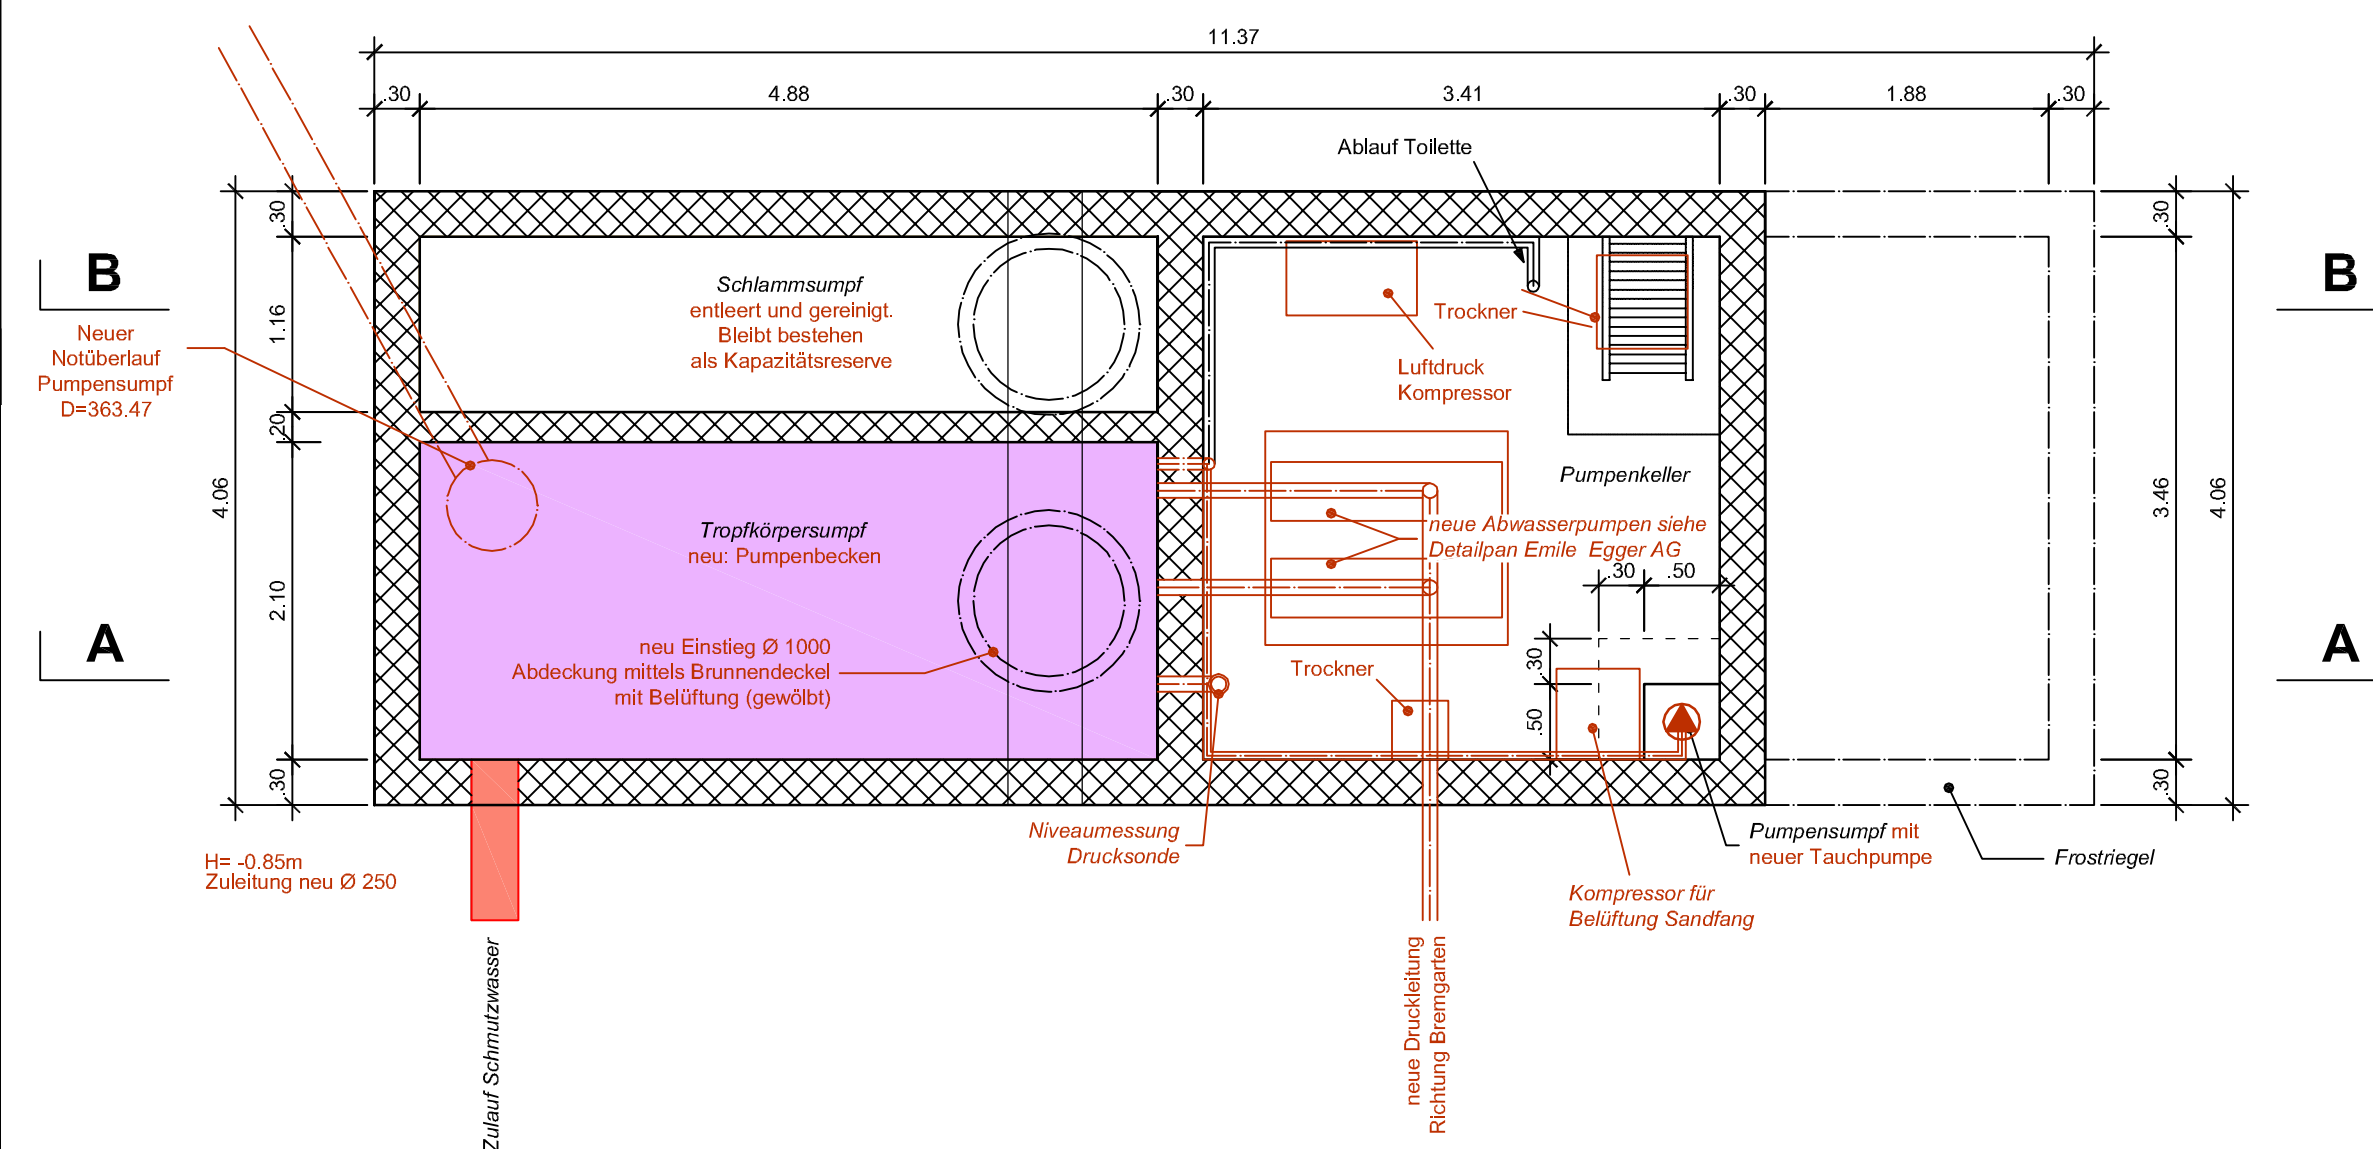 11.37
.30
4.88
.30
3.41
.30
1.88
.30
Ablauf Toilette
.30
1.16
.20
2.10
.30
4.06
.30
3.46
.30
4.06
B
B
Neuer
Notüberlauf
Pumpensumpf
D=363.47
Schlammsumpf
entleert und gereinigt.
Bleibt bestehen
als Kapazitätsreserve
Trockner
Luftdruck
Kompressor
Pumpenkeller
Tropfkörpersumpf
neu: Pumpenbecken
neue Abwasserpumpen siehe
Detailpan Emile Egger AG
.30
.50
A
A
neu Einstieg Ø 1000
Abdeckung mittels Brunnendeckel
mit Belüftung (gewölbt)
Trockner
.30
.50
Niveaumessung
Drucksonde
Pumpensumpf mit
neuer Tauchpumpe
Frostriegel
H= -0.85m
Zuleitung neu Ø 250
Kompressor für
Belüftung Sandfang
Zulauf Schmutzwasser
neue Druckleitung
Richtung Bremgarten